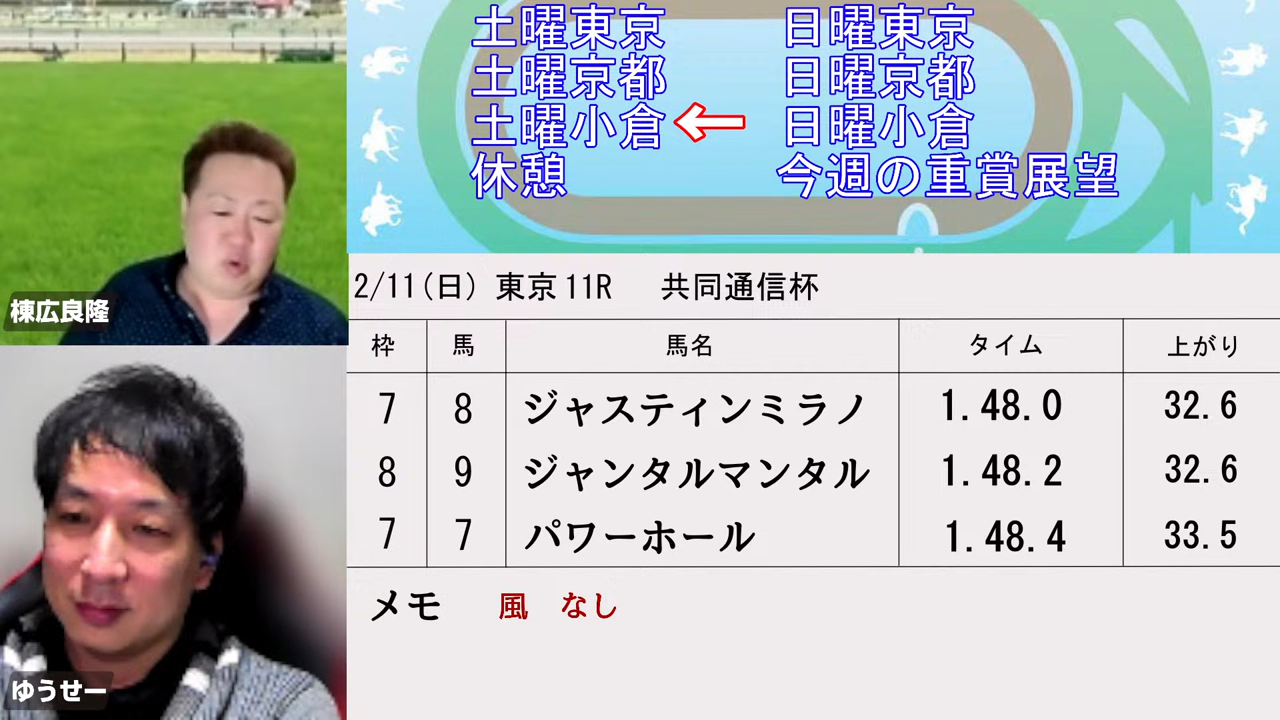 土曜東京 日曜東京
土曜京都 日曜京都
土曜小倉 日曜小倉
休憩 今週の重賞展望
棟広良隆
2/11(日) 東京11R 共同通信杯
枠 馬 馬名 タイム 上がり
7 8 ジャスティンミラノ 1.48.0 32.6
8 9 ジャンタルマンタル 1.48.2 32.6
7 7 パワーホール 1.48.4 33.5
メモ 風 なし
ゆうせー